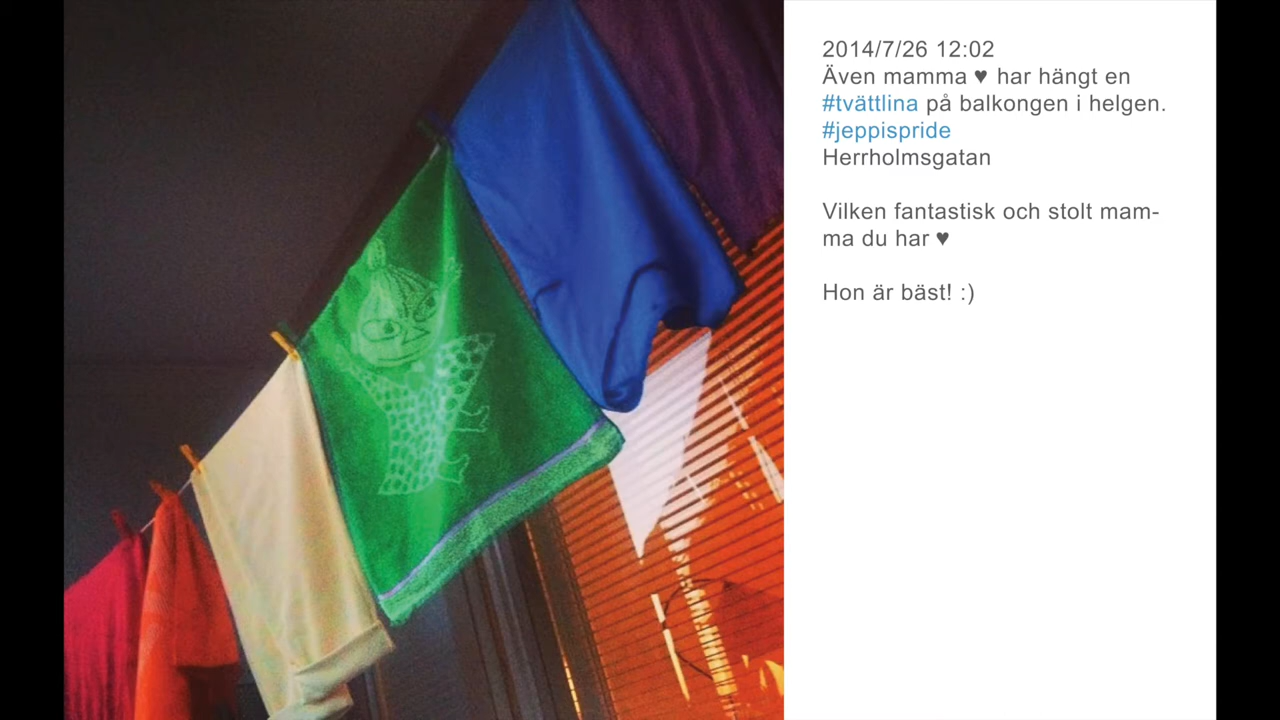 2014/7/26 12:02
Även mamma ♥ har hängt en
#tvättlina på balkongen i helgen.
#jeppispride
Herrholmsgatan
Vilken fantastisk och stolt mam-
ma du har ♥
Hon är bäst! :)